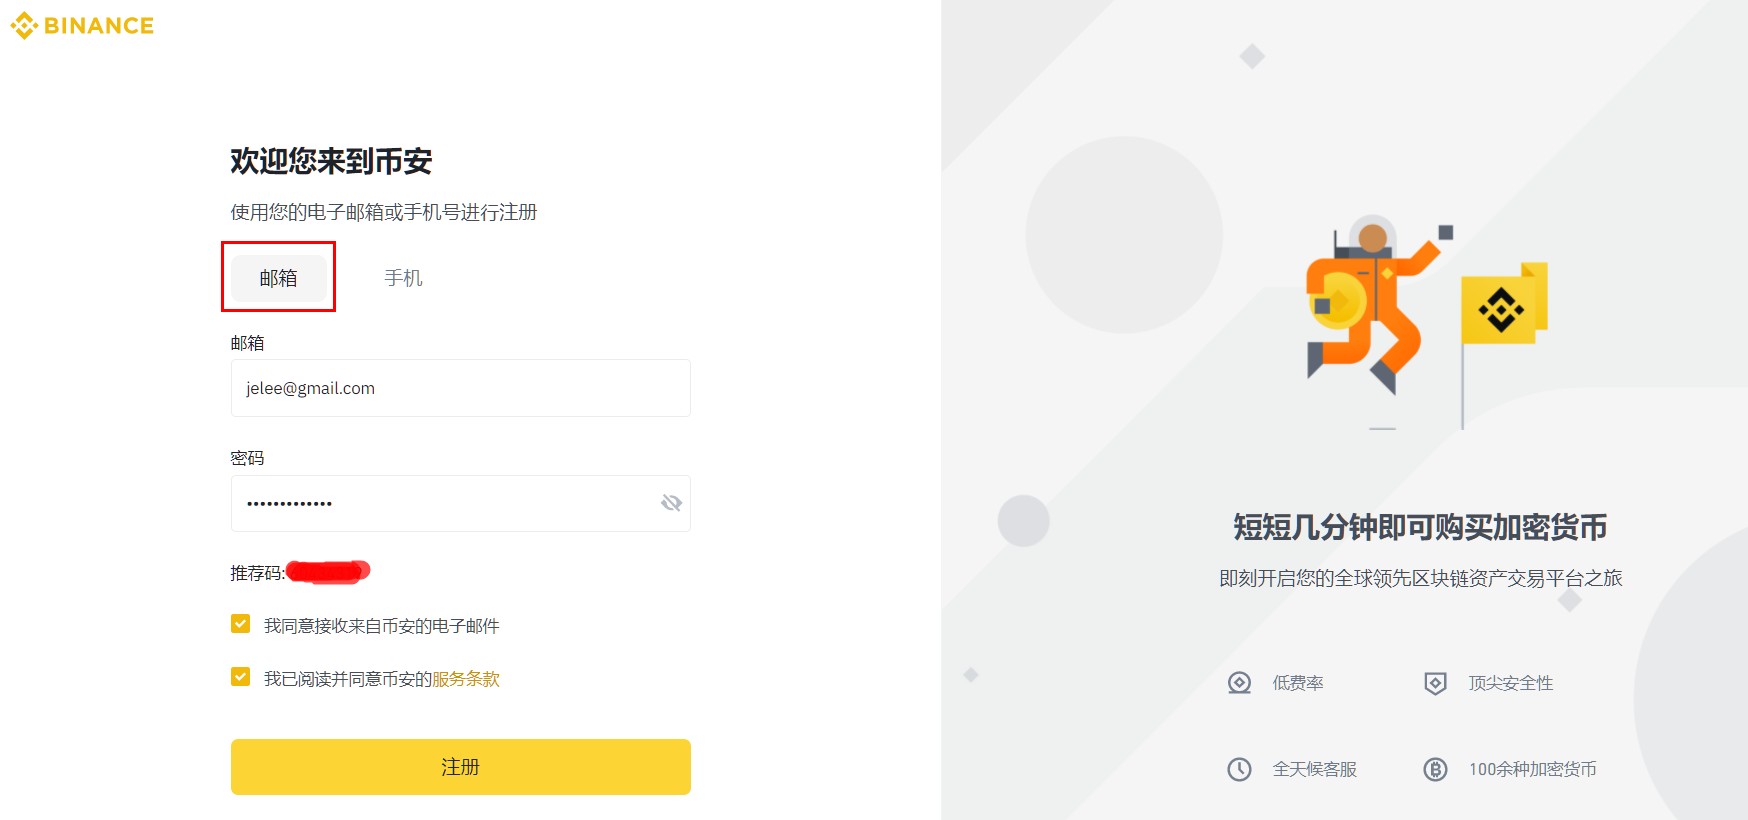 BINANCE
欢迎您来到币安
使用您的电子邮箱或手机号进行注册
邮箱
手机
邮箱
jelee@gmail.com
密码
•••••••••••••
推荐码:
我同意接收来自币安的电子邮件
我已阅读并同意币安的服务条款
注册
短短几分钟即可购买加密货币
即刻开启您的全球领先区块链资产交易平台之旅
低费率
顶尖安全性
全天候客服
100余种加密货币